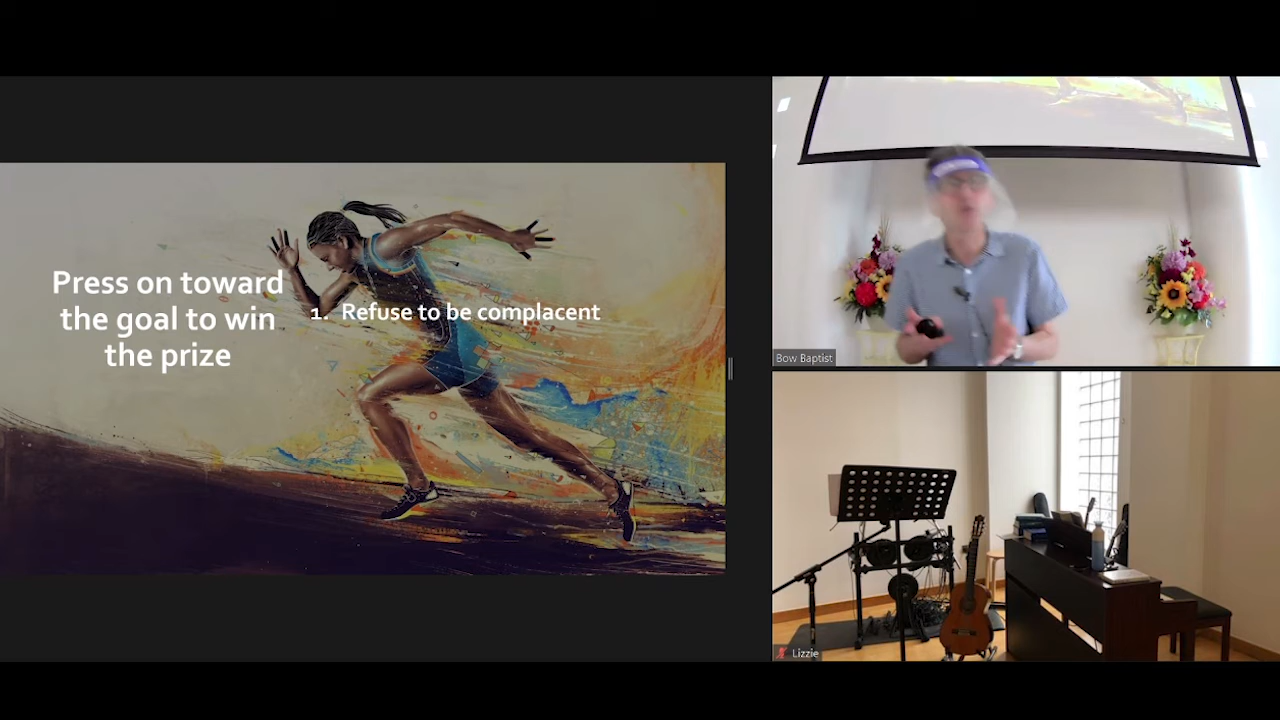 Press on toward
the goal to win
the prize
1. Refuse to be complacent
Bow Baptist
Lizzie